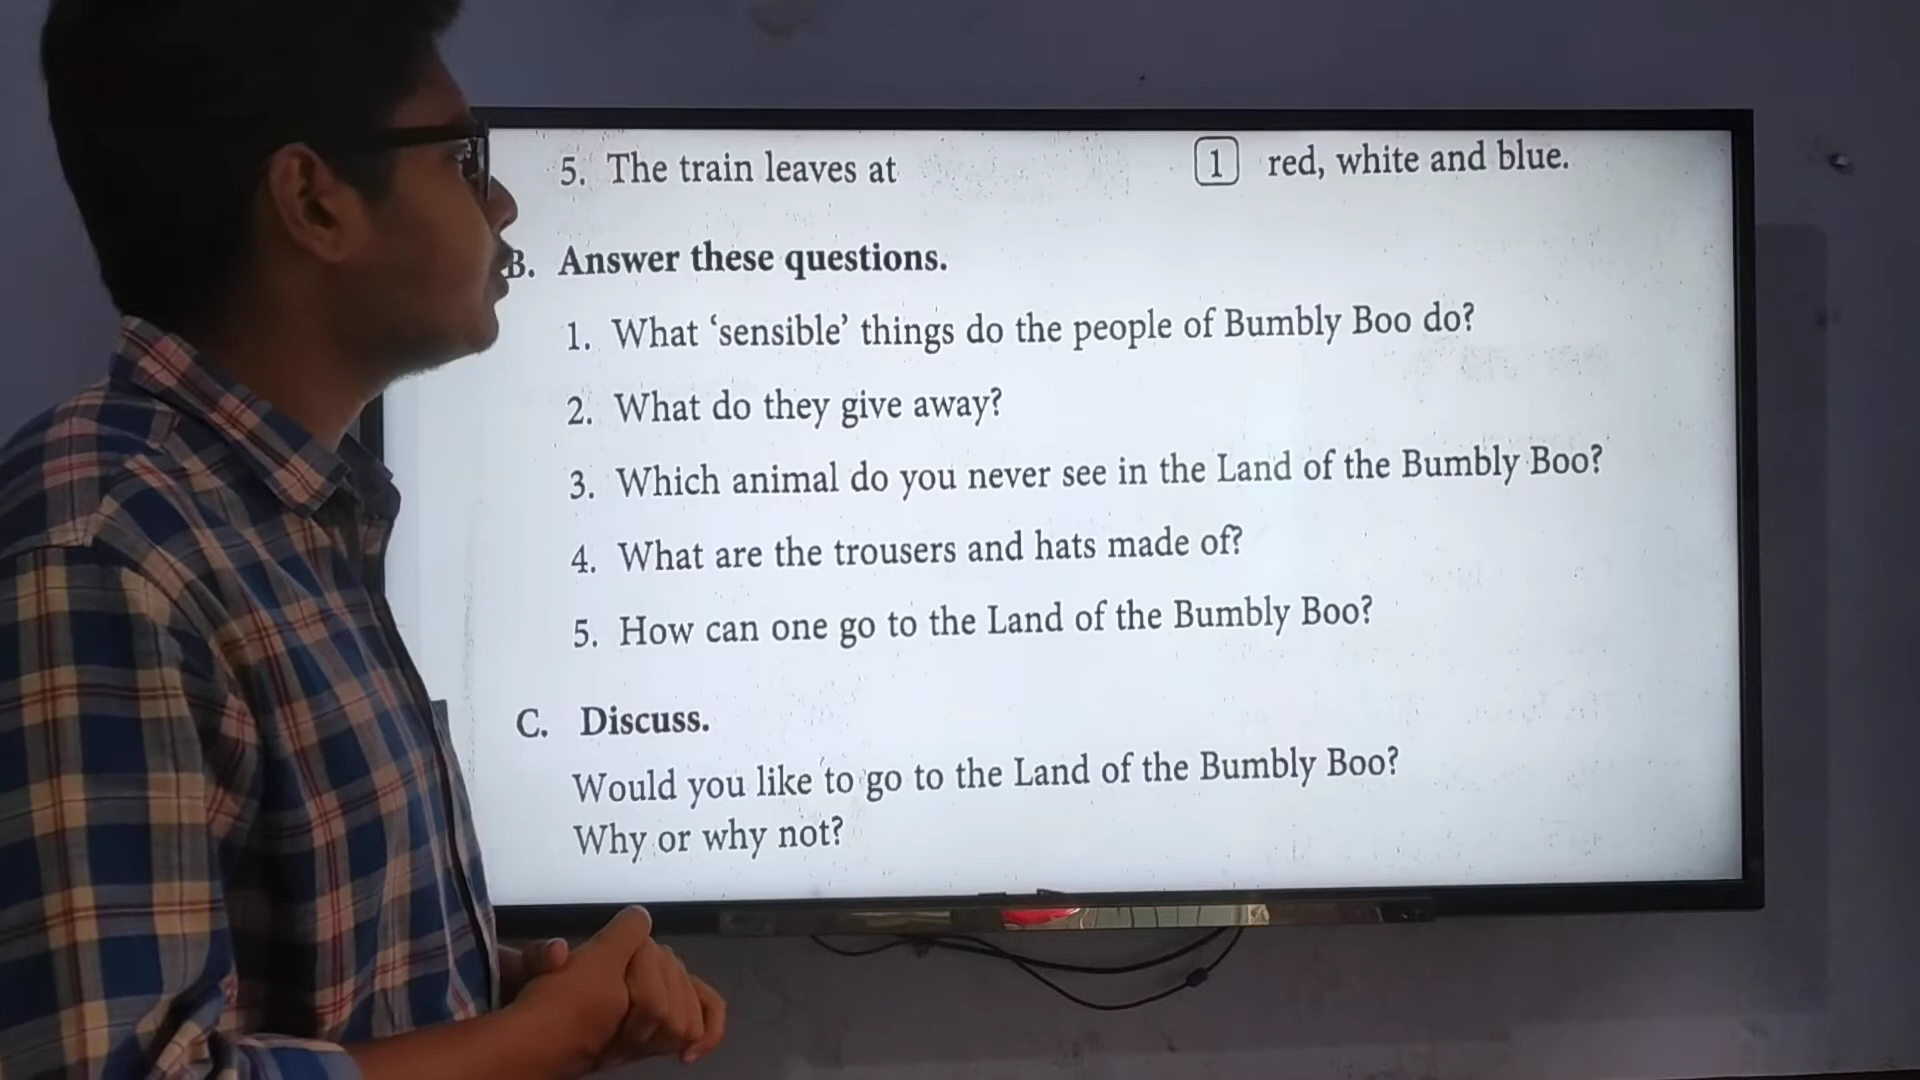 5. The train leaves at
1 red, white and blue.
B. Answer these questions.
1. What ‘sensible’ things do the people of Bumbly Boo do?
2. What do they give away?
3. Which animal do you never see in the Land of the Bumbly Boo?
4. What are the trousers and hats made of?
5. How can one go to the Land of the Bumbly Boo?
C. Discuss.
Would you like to go to the Land of the Bumbly Boo?
Why or why not?